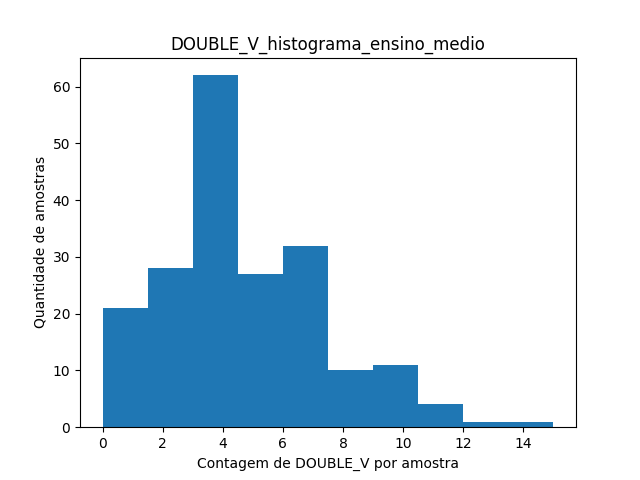 DOUBLE_V_histograma_ensino_medio
Quantidade de amostras
60
50
40
30
20
10
0
0 2 4 6 8 10 12 14
Contagem de DOUBLE_V por amostra